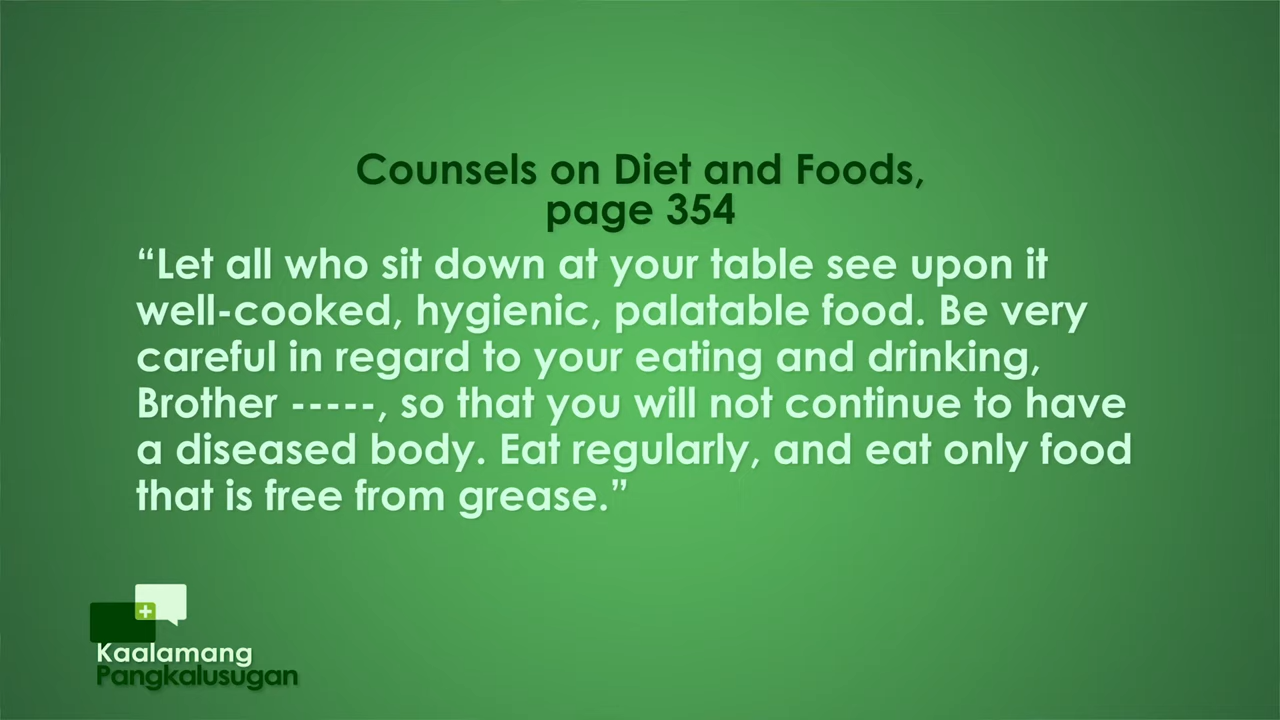 Counsels on Diet and Foods,
page 354
“Let all who sit down at your table see upon it
well-cooked, hygienic, palatable food. Be very
careful in regard to your eating and drinking,
Brother -----, so that you will not continue to have
a diseased body. Eat regularly, and eat only food
that is free from grease.”
Kaalamang
Pangkalusugan